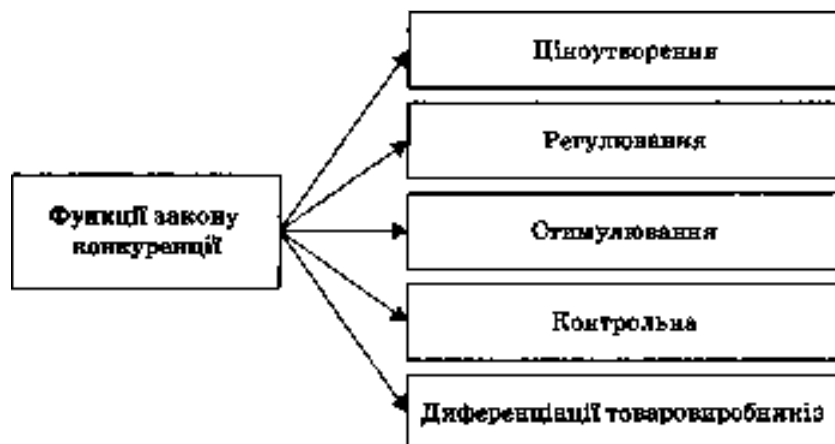 Функції закону
конкуренції
Ціноутворення
Регулювання
Стимулювання
Контрольна
Диференціації товаровиробників